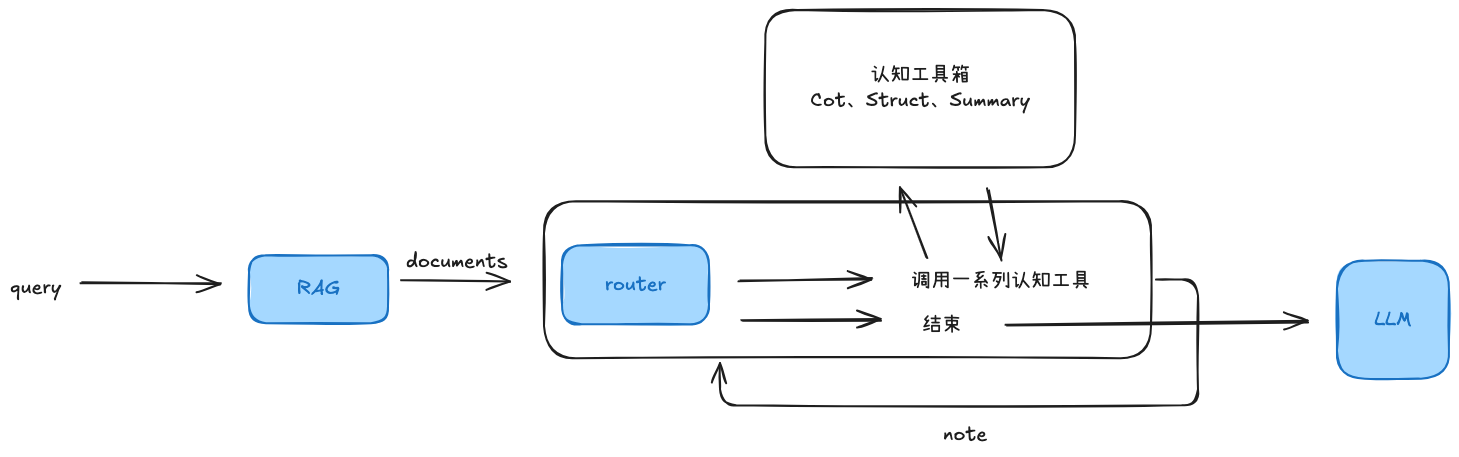 认知工具箱
Cot、Struct、Summary
query
RAG
documents
router
调用一系列认知工具
结束
LLM
note